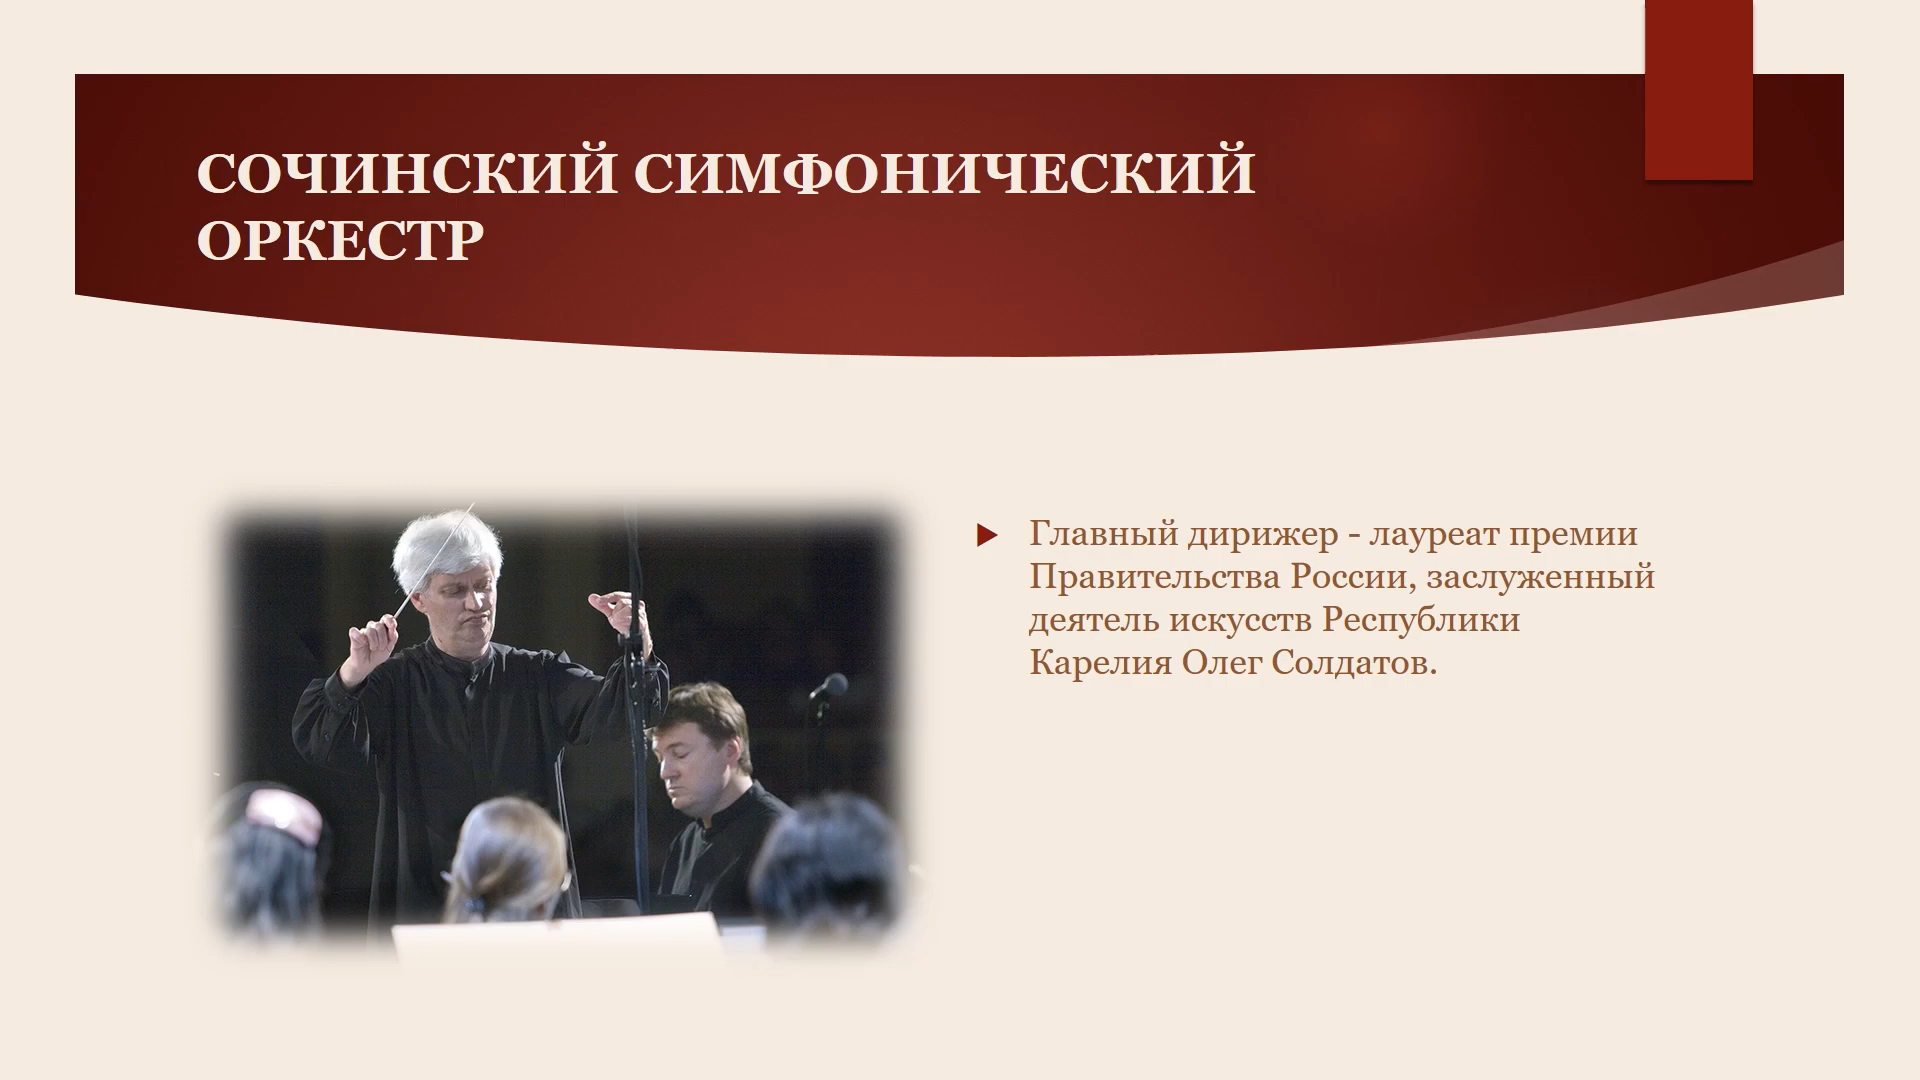 СОЧИНСКИЙ СИМФОНИЧЕСКИЙ
ОРКЕСТР
Главный дирижер - лауреат премии
Правительства России, заслуженный
деятель искусств Республики
Карелия Олег Солдатов.